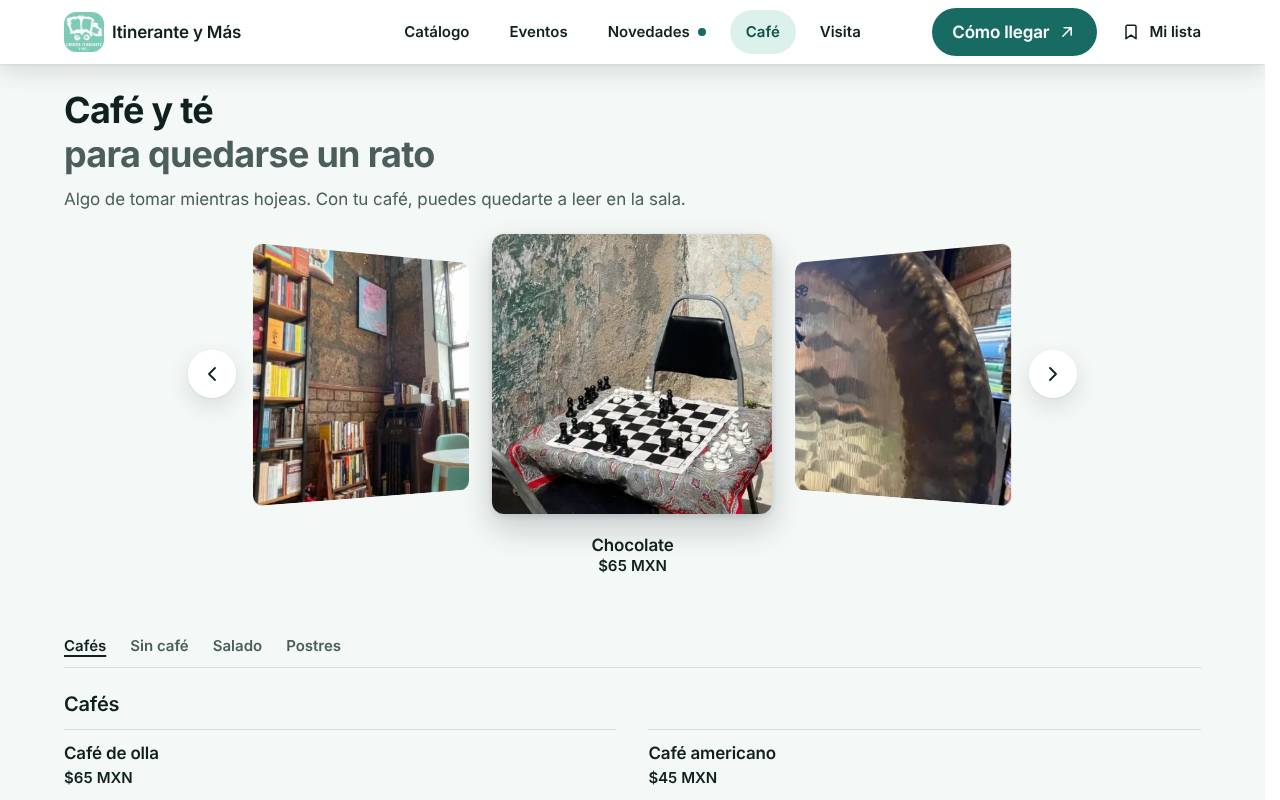 Itinerante y Más
Catálogo
Eventos
Novedades
Café
Visita
Cómo llegar
Mi lista
Café y té
para quedarse un rato
Algo de tomar mientras hojeas. Con tu café, puedes quedarte a leer en la sala.
Chocolate
$65 MXN
Cafés
Sin café
Salado
Postres
Cafés
Café de olla
$65 MXN
Café americano
$45 MXN